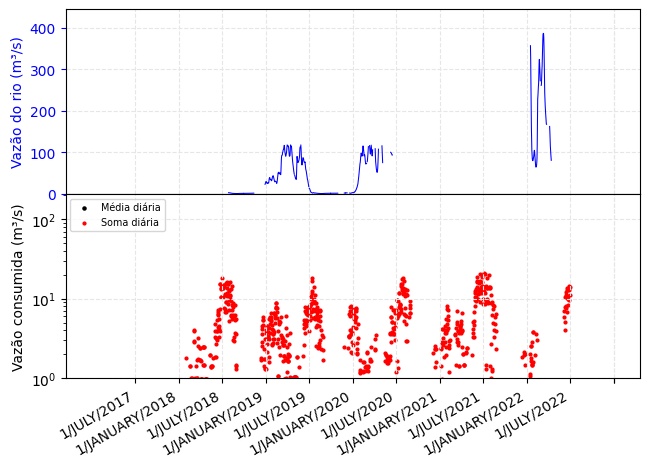 Vazão do rio (m³/s)
400
300
200
100
0
Vazão consumida (m³/s)
10²
10¹
10⁰
Média diária
Soma diária
1/JULY/2017
1/JANUARY/2018
1/JULY/2018
1/JANUARY/2019
1/JULY/2019
1/JANUARY/2020
1/JULY/2020
1/JANUARY/2021
1/JULY/2021
1/JANUARY/2022
1/JULY/2022